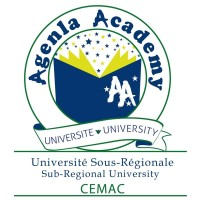 Agenla Academy
AA
UNIVERSITE ♥ UNIVERSITY
Université Sous-Régionale
Sub-Regional University
CEMAC